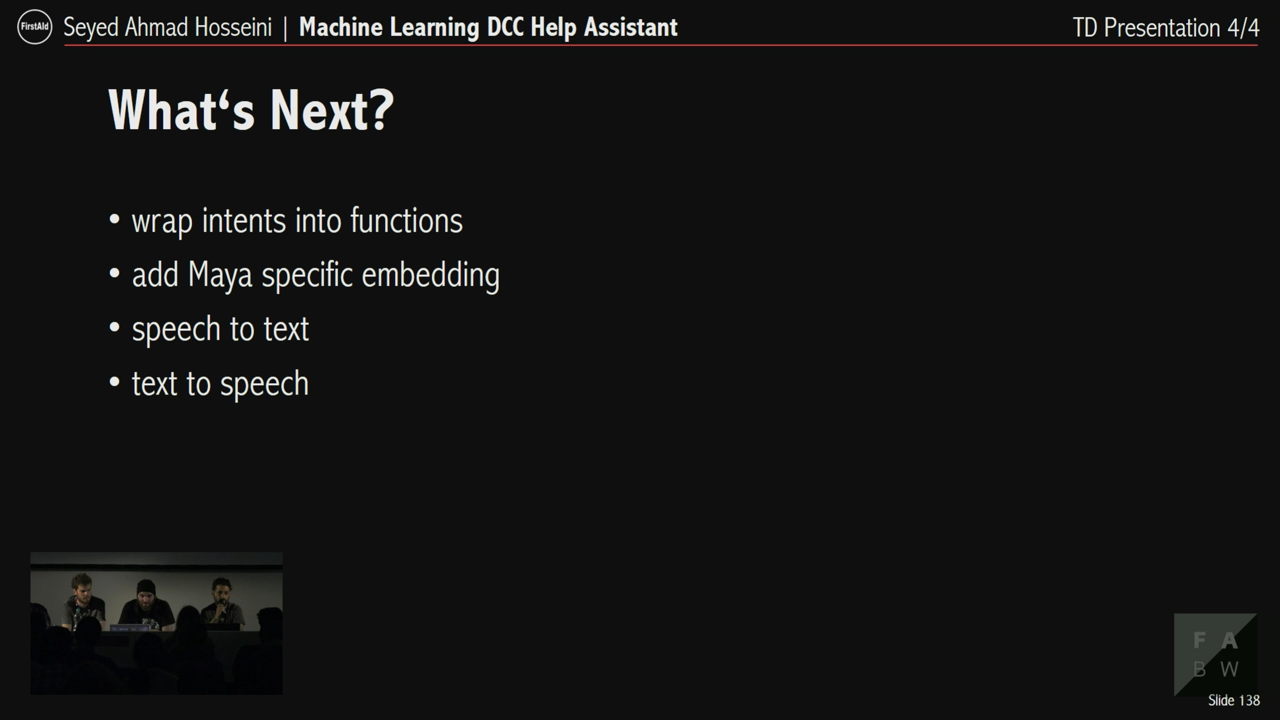 FirstAId
Seyed Ahmad Hosseini | Machine Learning DCC Help Assistant
TD Presentation 4/4
What‘s Next?
• wrap intents into functions
• add Maya specific embedding
• speech to text
• text to speech
F A
B W
Slide 138